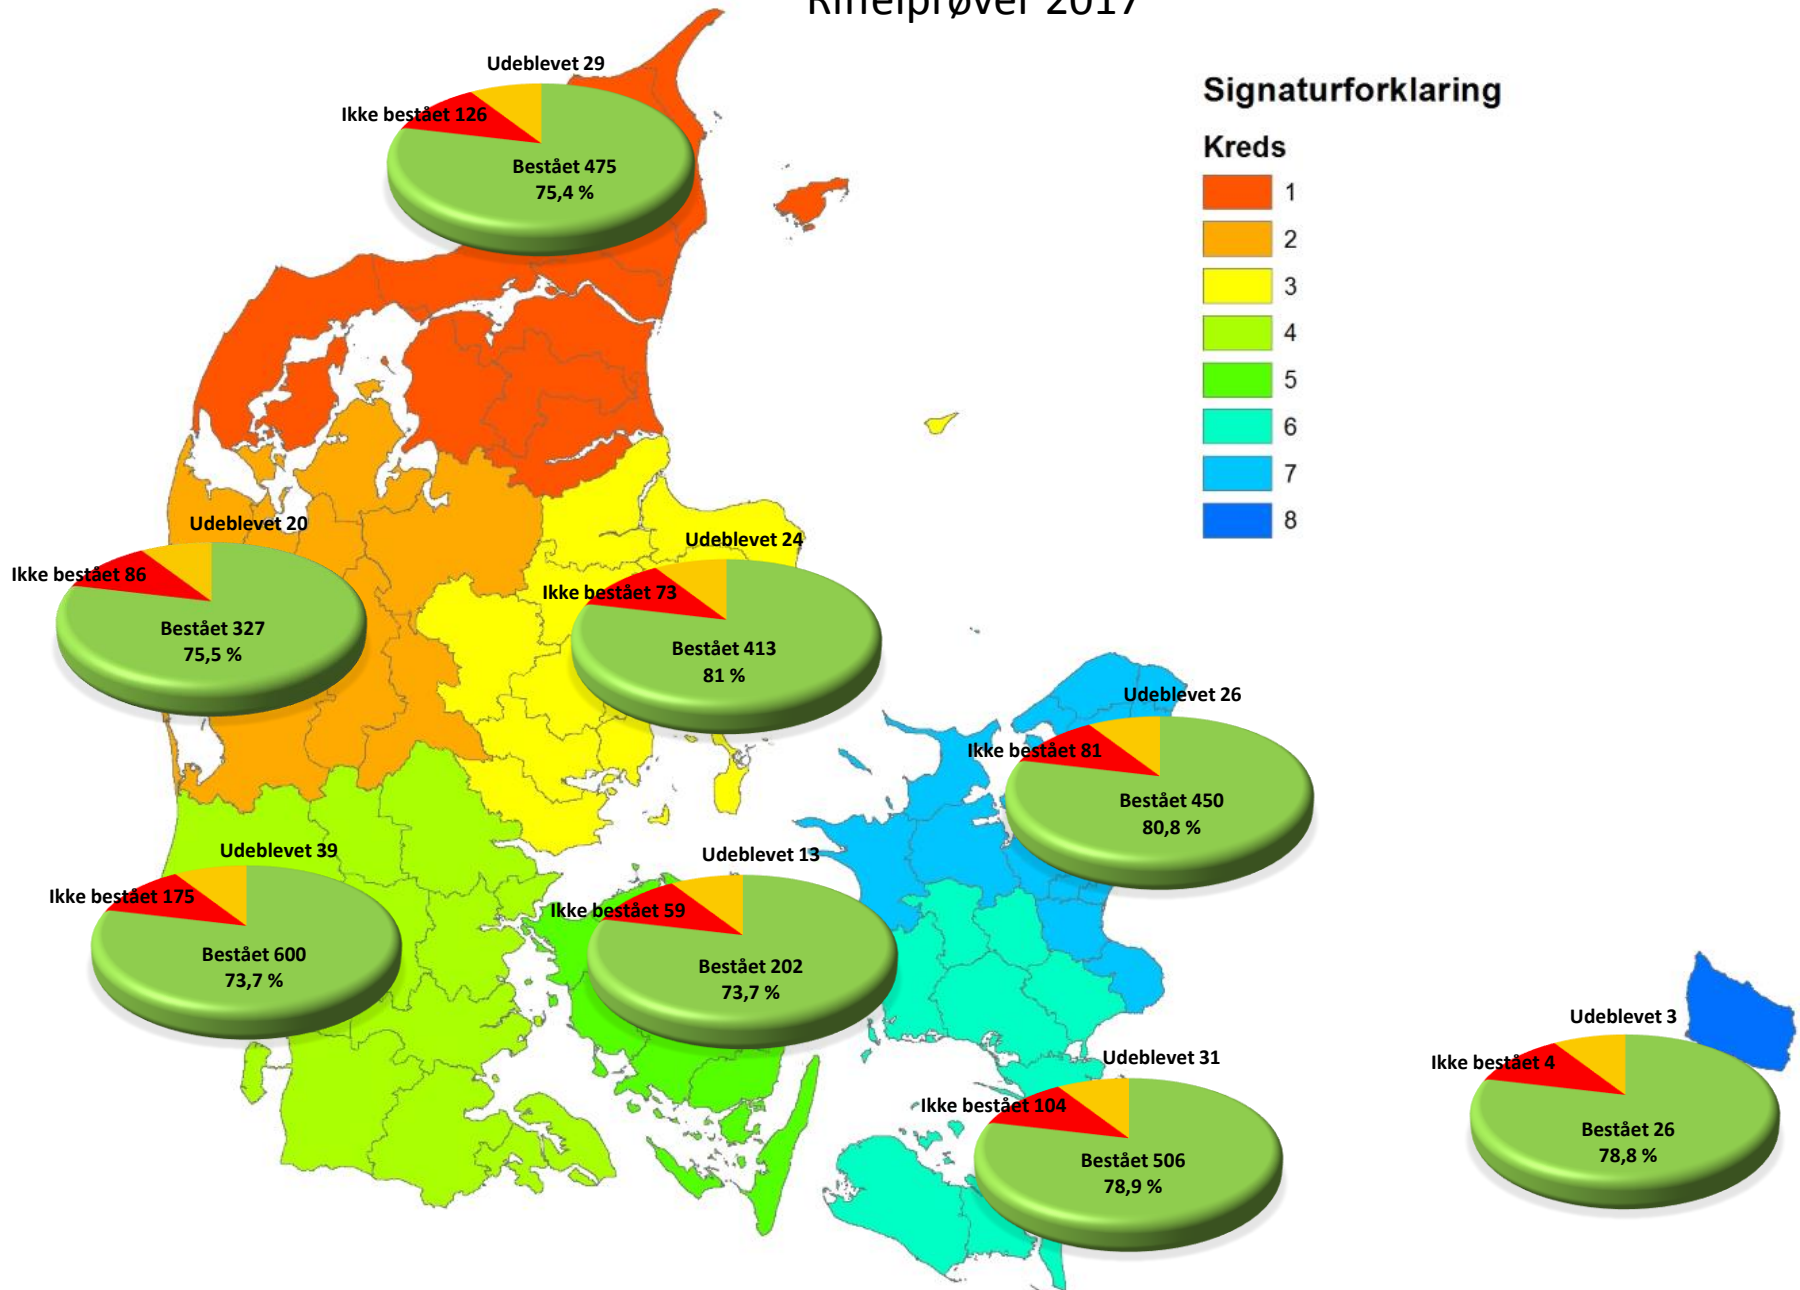 Riffelprøver 2017
Udeblevet 29
Ikke bestået 126
Bestået 475
75,4 %
Signaturforklaring
Kreds
1
2
3
4
5
6
7
8
Udeblevet 20
Ikke bestået 86
Bestået 327
75,5 %
Udeblevet 24
Ikke bestået 73
Bestået 413
81 %
Udeblevet 26
Ikke bestået 81
Bestået 450
80,8 %
Udeblevet 39
Ikke bestået 175
Bestået 600
73,7 %
Udeblevet 13
Ikke bestået 59
Bestået 202
73,7 %
Udeblevet 31
Ikke bestået 104
Bestået 506
78,9 %
Udeblevet 3
Ikke bestået 4
Bestået 26
78,8 %